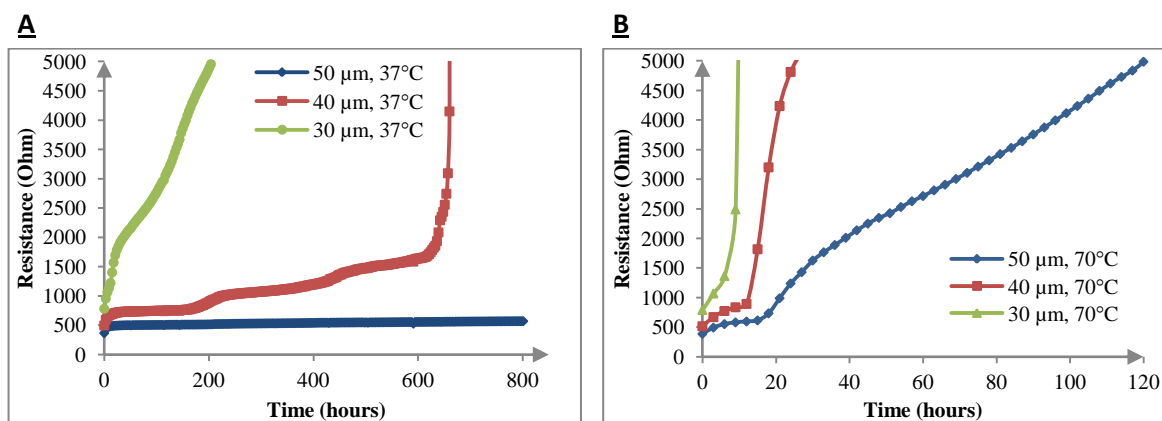 A
5000
4500
4000
3500
3000
2500
2000
1500
1000
500
0
Resistance (Ohm)
50 µm, 37°C
40 µm, 37°C
30 µm, 37°C
0 200 400 600 800
Time (hours)
B
5000
4500
4000
3500
3000
2500
2000
1500
1000
500
0
Resistance (Ohm)
50 µm, 70°C
40 µm, 70°C
30 µm, 70°C
0 20 40 60 80 100 120
Time (hours)